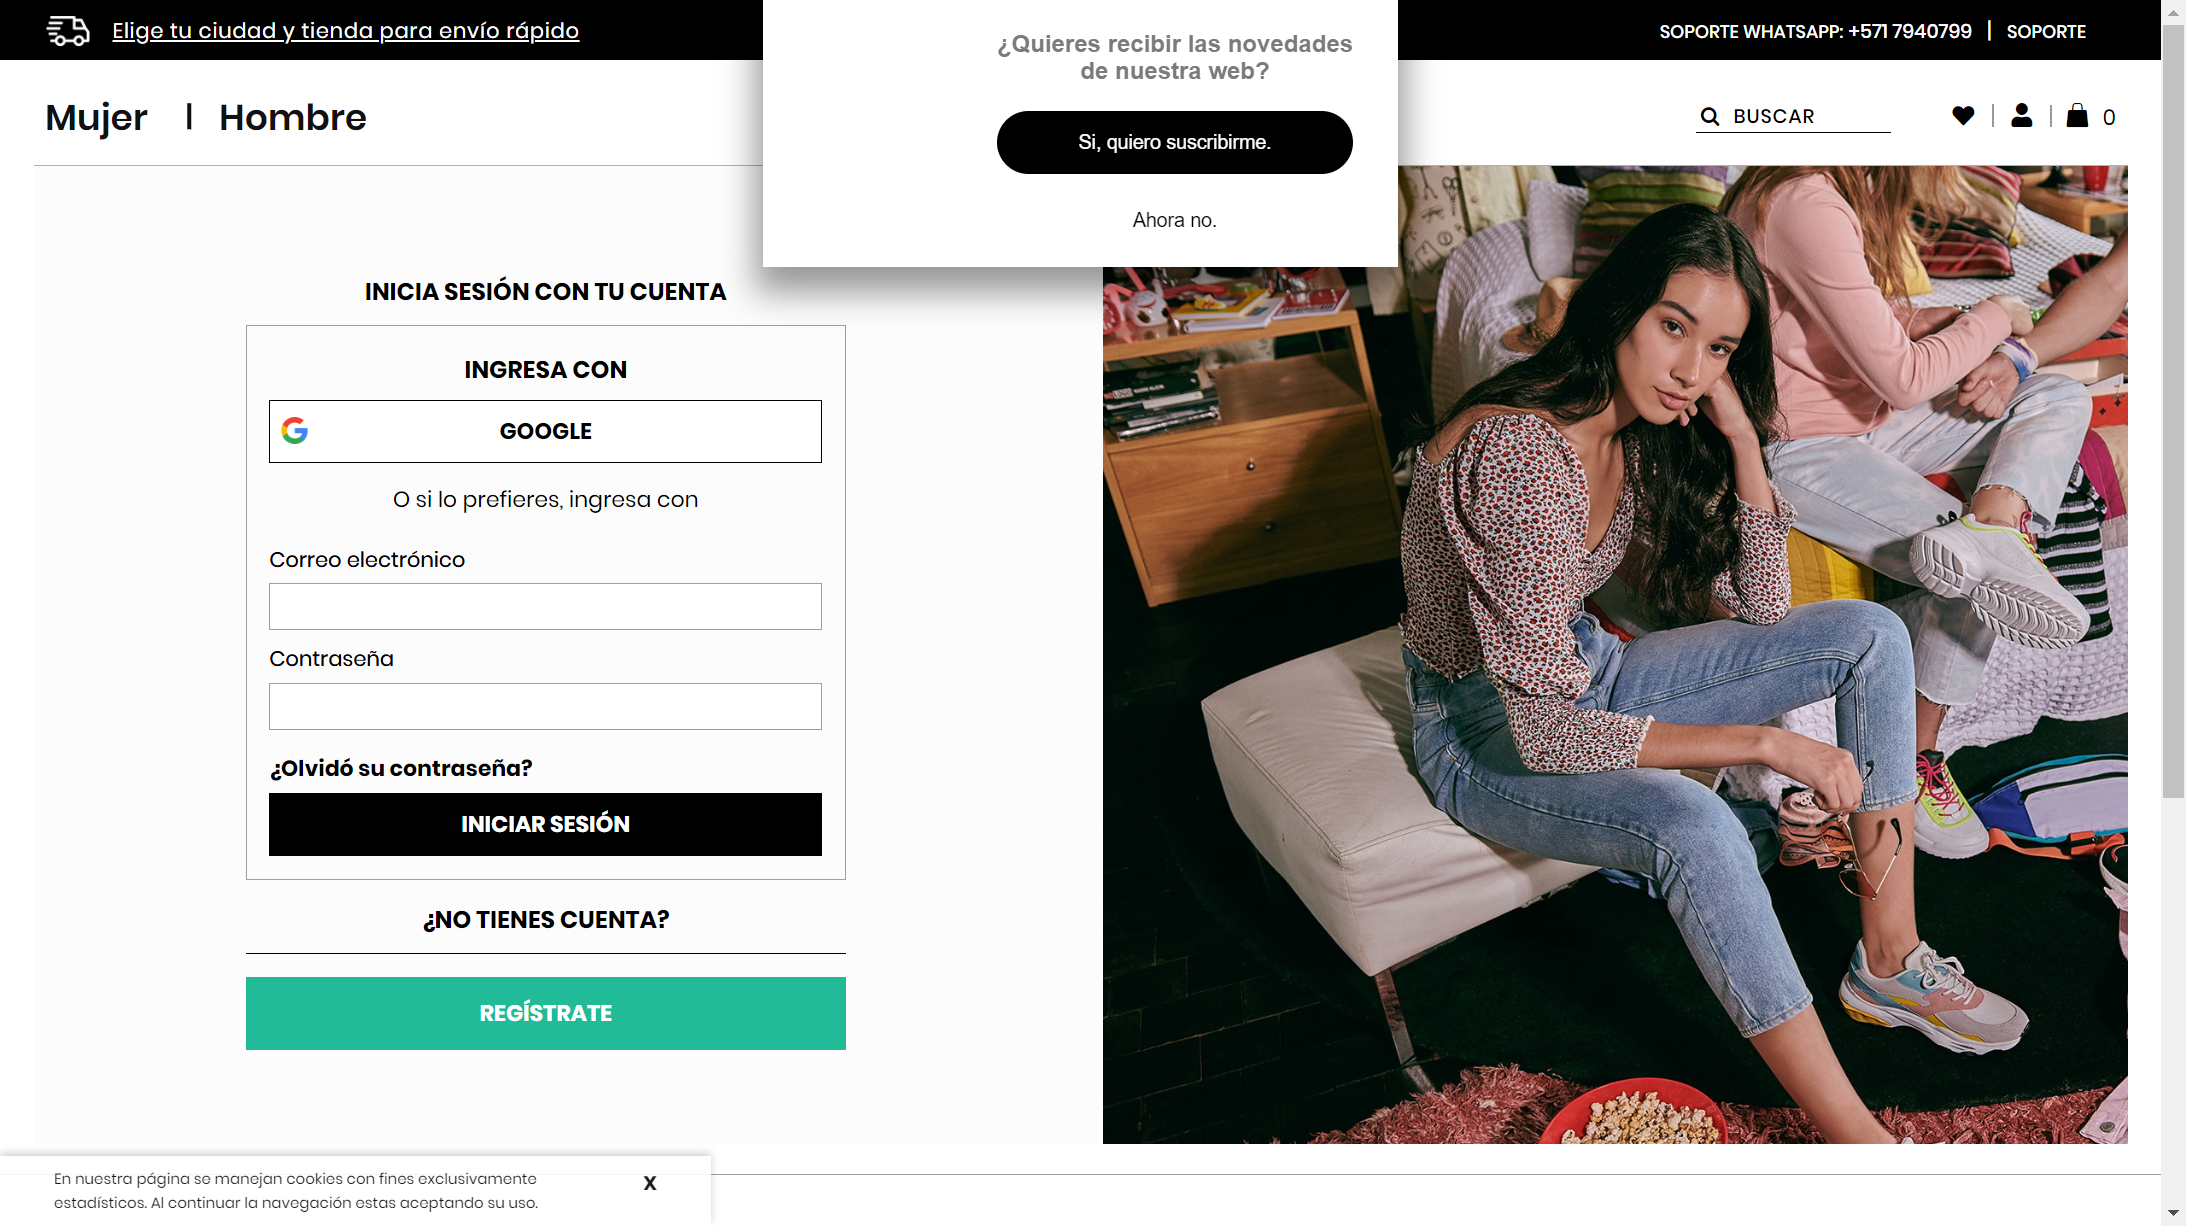 Elige tu ciudad y tienda para envío rápido
SOPORTE WHATSAPP: +571 7940799 | SOPORTE
¿Quieres recibir las novedades
de nuestra web?
Si, quiero suscribirme.
Ahora no.
Mujer | Hombre
BUSCAR
0
INICIA SESIÓN CON TU CUENTA
INGRESA CON
GOOGLE
O si lo prefieres, ingresa con
Correo electrónico
Contraseña
¿Olvidó su contraseña?
INICIAR SESIÓN
¿NO TIENES CUENTA?
REGÍSTRATE
En nuestra página se manejan cookies con fines exclusivamente
estadísticos. Al continuar la navegación estas aceptando su uso.
X